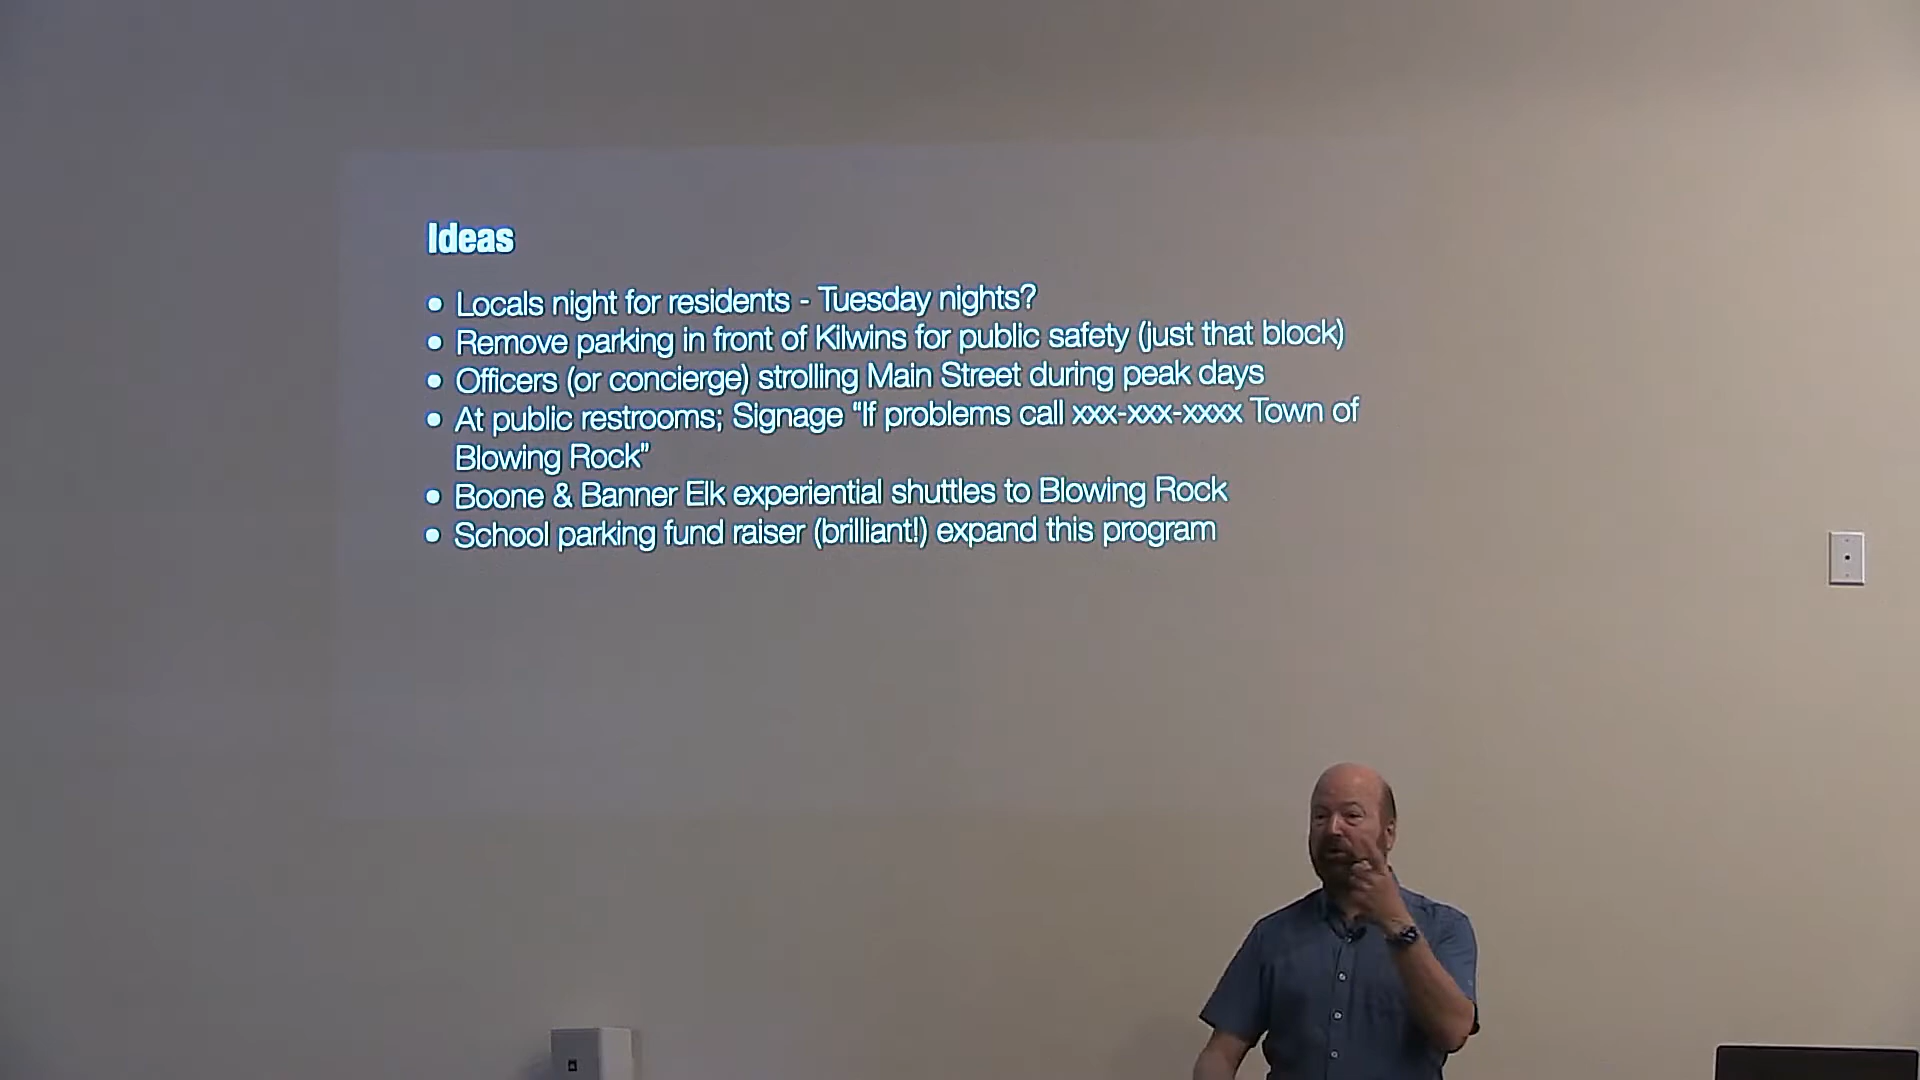 Ideas
• Locals night for residents - Tuesday nights?
• Remove parking in front of Kilwins for public safety (just that block)
• Officers (or concierge) strolling Main Street during peak days
• At public restrooms; Signage “If problems call xxx-xxx-xxxx Town of
Blowing Rock”
• Boone & Banner Elk experiential shuttles to Blowing Rock
• School parking fund raiser (brilliant!) expand this program